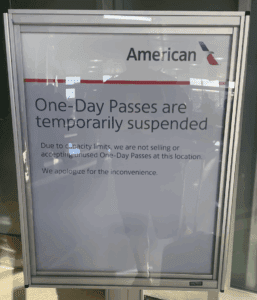 American
One-Day Passes are
temporarily suspended
Due to capacity limits, we are not selling or
accepting unused One-Day Passes at this location.
We apologize for the inconvenience.